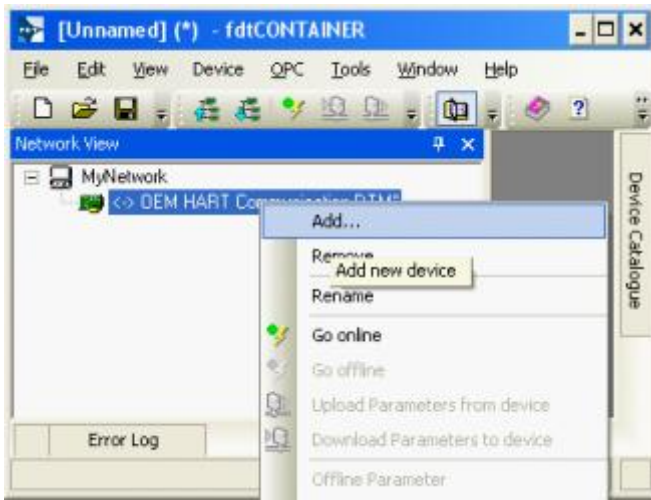 [Unnamed] (*) - fdtCONTAINER
File Edit View Device OPC Tools Window Help
Network View
MyNetwork
<-> OEM HART Communication DTM"
Add...
Remove
Add new device
Rename
Go online
Go offline
Upload Parameters from device
Download Parameters to device
Offline Parameter
Error Log
Device Catalogue